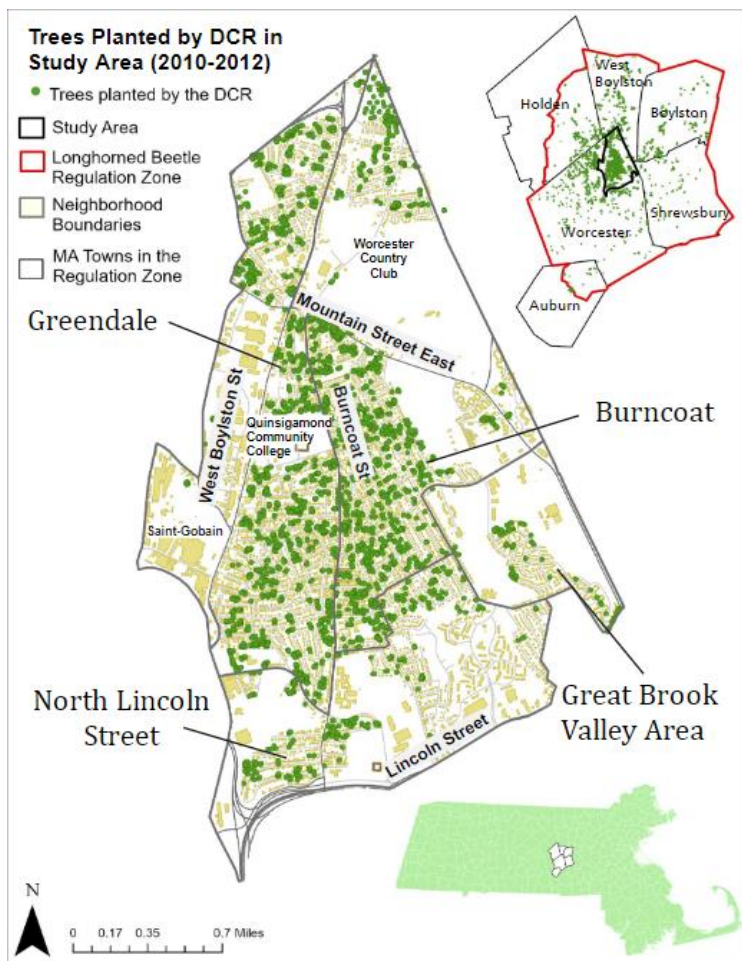 Trees Planted by DCR in
Study Area (2010-2012)
Trees planted by the DCR
Study Area
Longhorned Beetle
Regulation Zone
Neighborhood
Boundaries
MA Towns in the
Regulation Zone
Holden
West
Boylston
Boylston
Shrewsbury
Worcester
Auburn
Worcester
Country
Club
Greendale
Mountain Street East
Burncoat
West Boylston St
Burncoat St
Quinsigamond
Community
College
Saint-Gobain
North Lincoln
Street
Lincoln Street
Great Brook
Valley Area
N
0 0.17 0.35 0.7 Miles